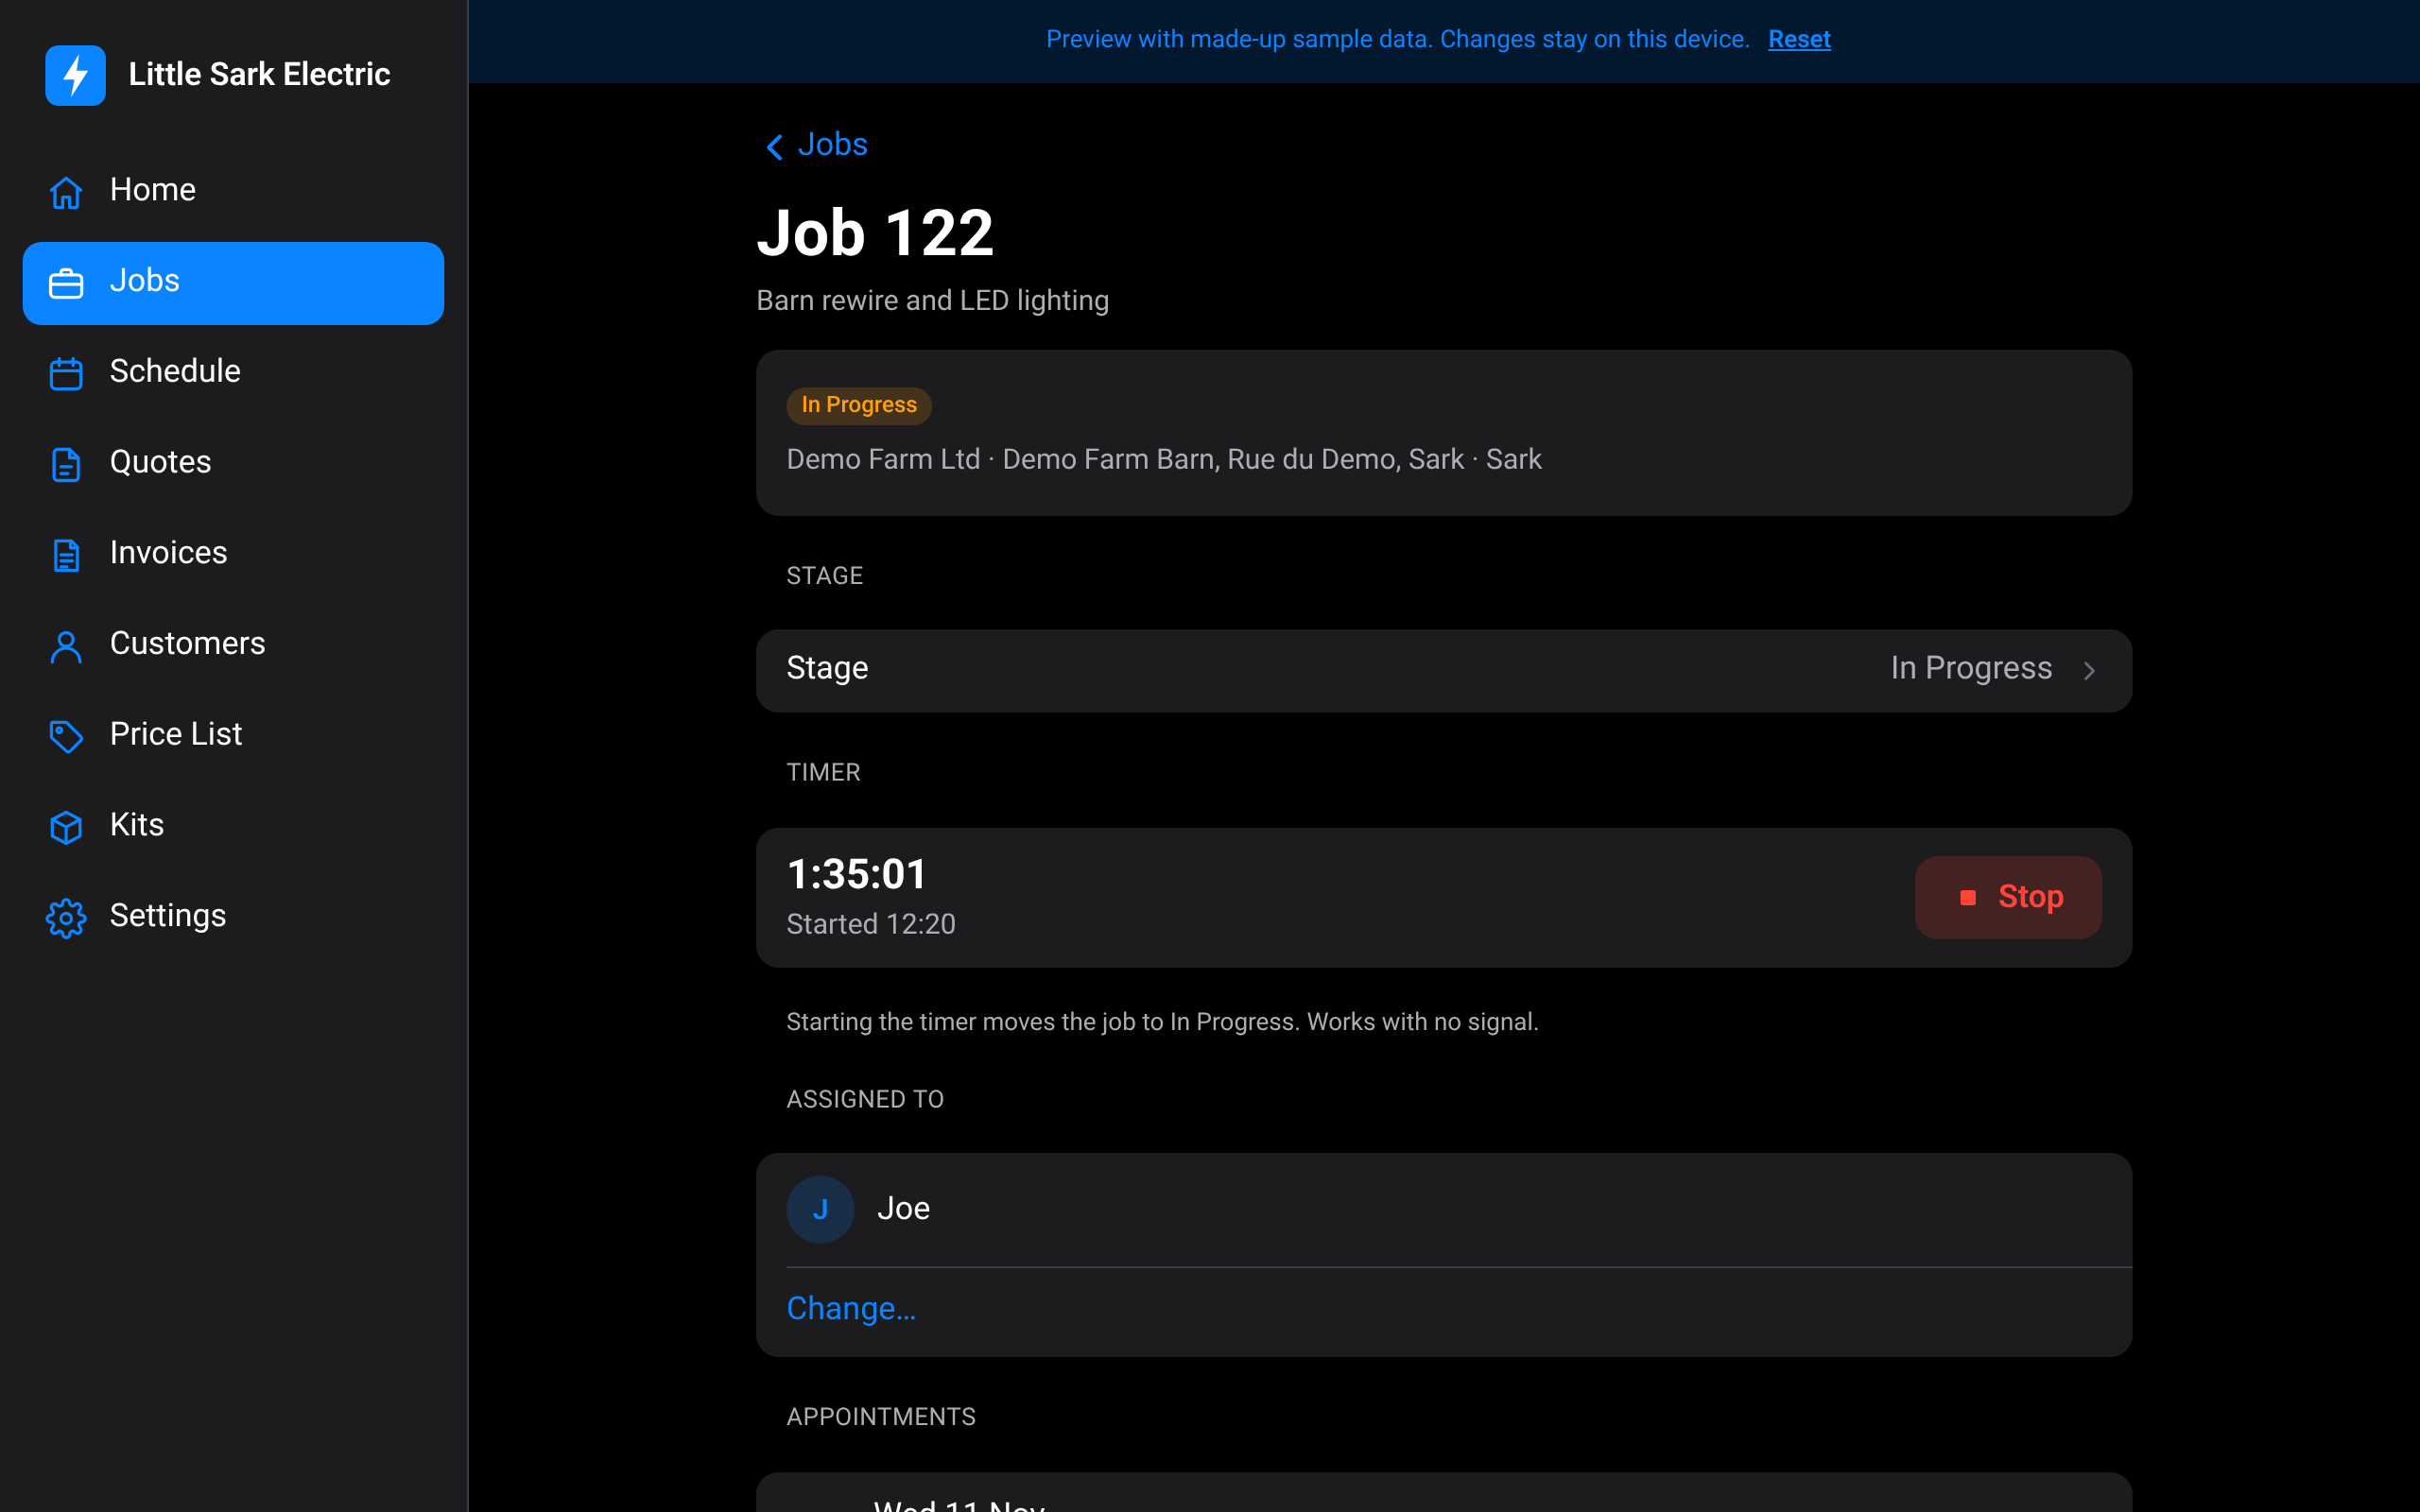 Little Sark Electric
Home
Jobs
Schedule
Quotes
Invoices
Customers
Price List
Kits
Settings
Preview with made-up sample data. Changes stay on this device. Reset
Jobs
Job 122
Barn rewire and LED lighting
In Progress
Demo Farm Ltd · Demo Farm Barn, Rue du Demo, Sark · Sark
STAGE
Stage In Progress
TIMER
1:35:01
Started 12:20
Stop
Starting the timer moves the job to In Progress. Works with no signal.
ASSIGNED TO
J Joe
Change...
APPOINTMENTS
Wed 11 Nov